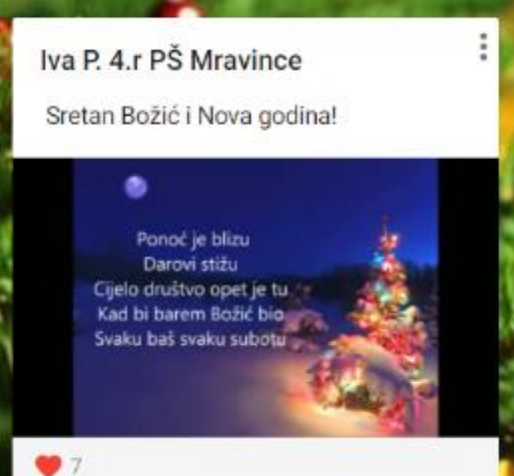 Iva P. 4.r PŠ Mravince
Sretan Božić i Nova godina!
Ponoć je blizu
Darovi stižu
Cijelo društvo opet je tu
Kad bi barem Božić bio
Svaku baš svaku subotu
7